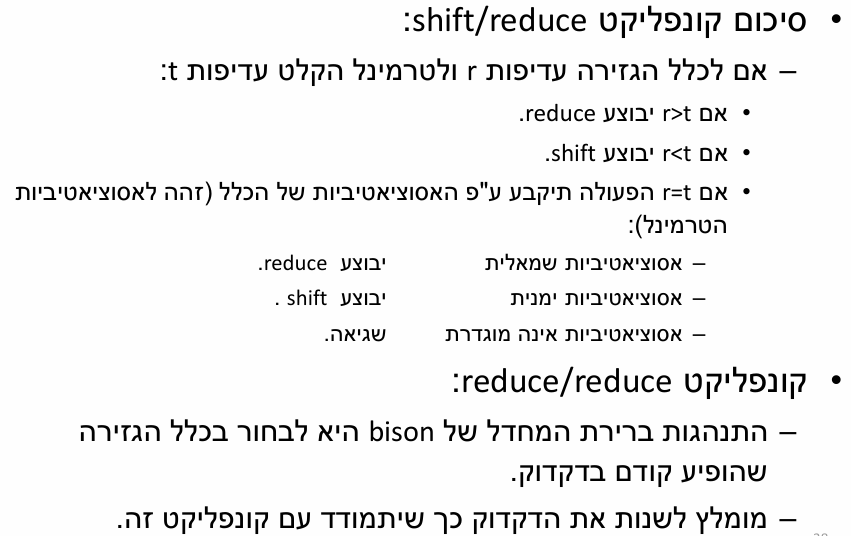 • סיכום קונפליקט shift/reduce:
– אם לכלל הגזירה עדיפות r ולטרמינל הקלט עדיפות t:
• אם r>t יבוצע reduce.
• אם r<t יבוצע shift.
• אם r=t הפעולה תיקבע ע"פ האסוציאטיביות של הכלל (זהה לאסוציאטיביות
הטרמינל):
– אסוציאטיביות שמאלית יבוצע reduce.
– אסוציאטיביות ימנית יבוצע shift .
– אסוציאטיביות אינה מוגדרת שגיאה.
• קונפליקט reduce/reduce:
– התנהגות ברירת המחדל של bison היא לבחור בכלל הגזירה
שהופיע קודם בדקדוק.
– מומלץ לשנות את הדקדוק כך שיתמודד עם קונפליקט זה.